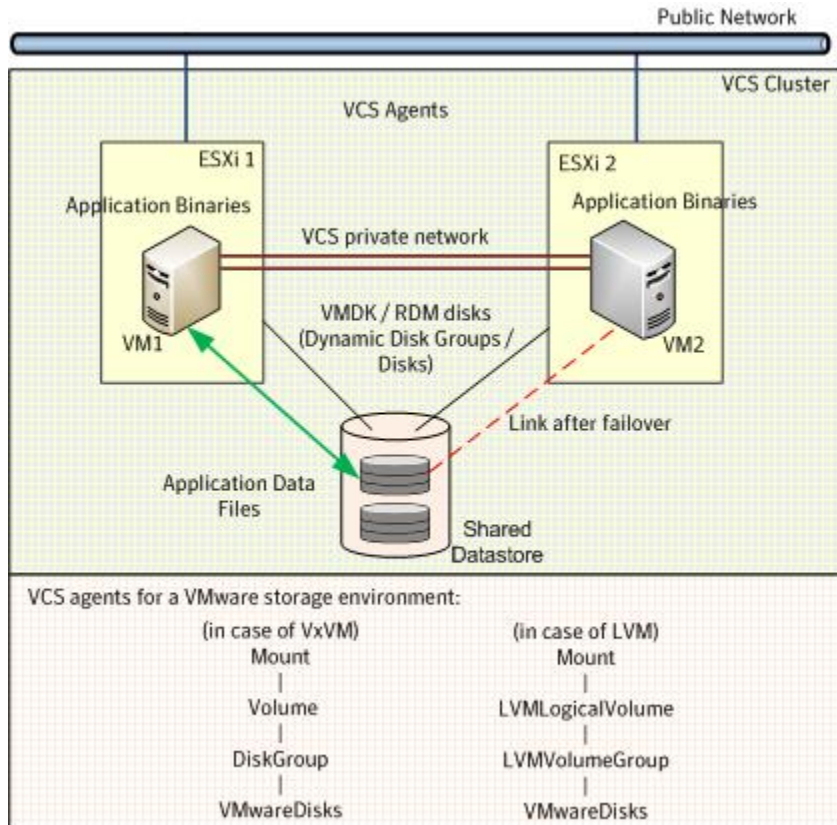 Public Network
VCS Cluster
VCS Agents
ESXi 1
ESXi 2
Application Binaries
Application Binaries
VCS private network
VM1
VMDK / RDM disks
(Dynamic Disk Groups /
Disks)
VM2
Link after failover
Application Data
Files
Shared
Datastore
VCS agents for a VMware storage environment:
(in case of VxVM)
Mount
|
Volume
|
DiskGroup
|
VMwareDisks
(in case of LVM)
Mount
|
LVMLogicalVolume
|
LVMVolumeGroup
|
VMwareDisks